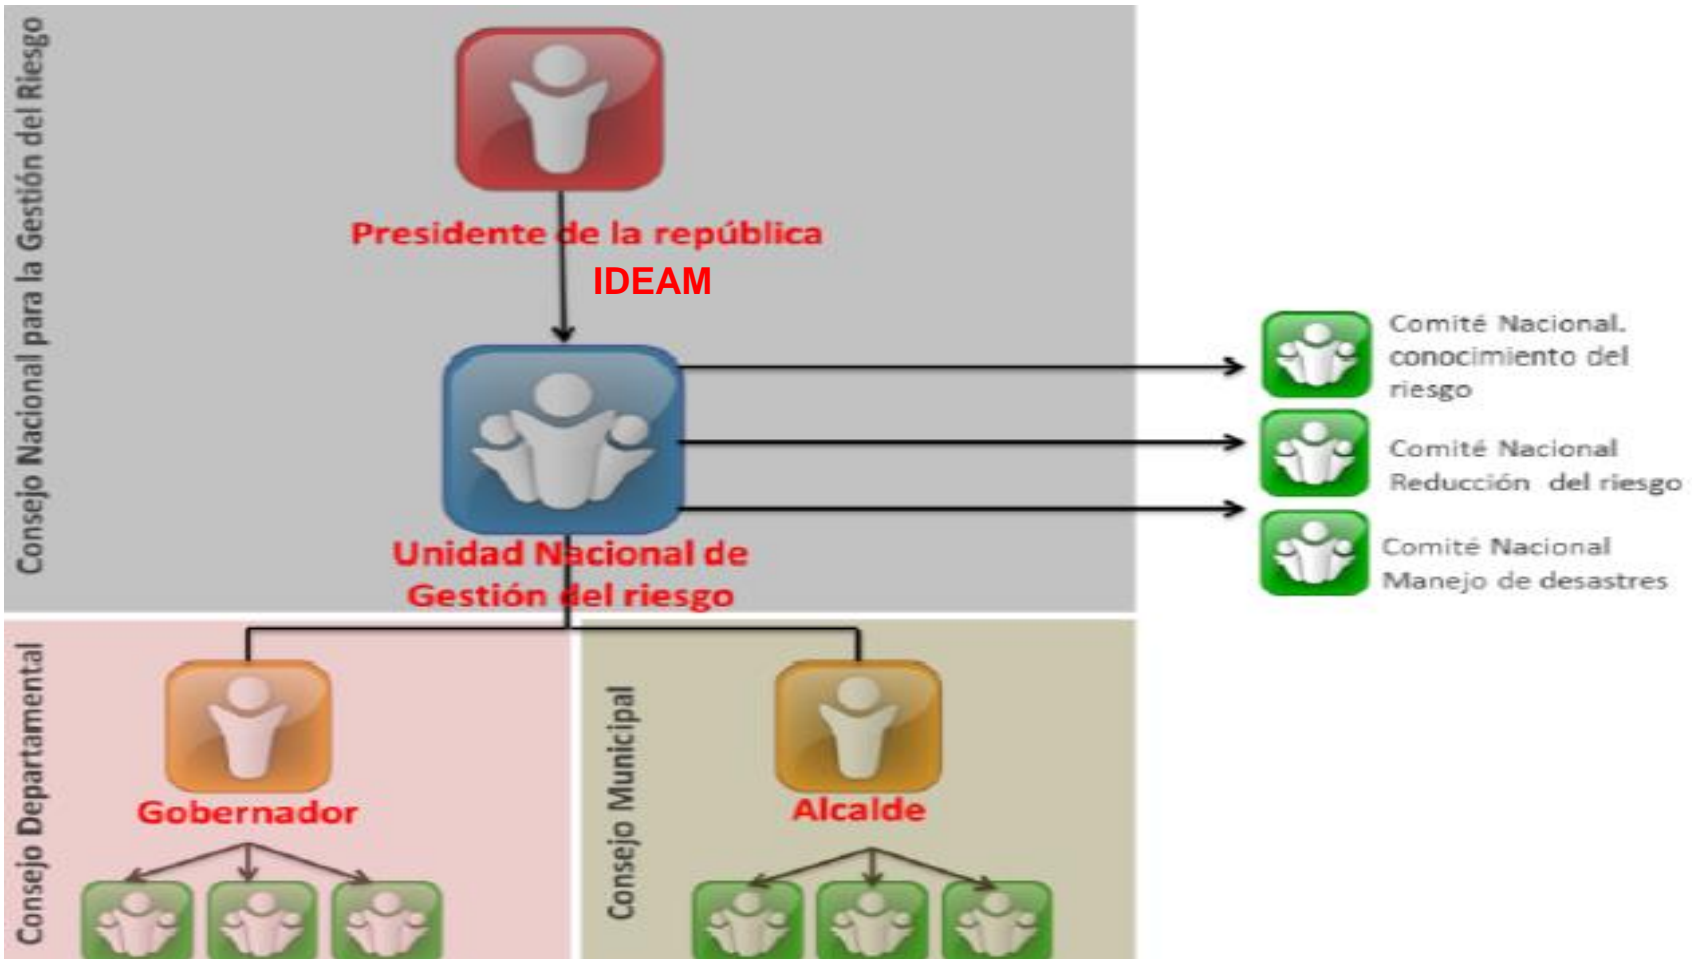 Consejo Nacional para la Gestión del Riesgo
Presidente de la república
IDEAM
Unidad Nacional de
Gestión del riesgo
Comité Nacional.
conocimiento del
riesgo
Comité Nacional
Reducción del riesgo
Comité Nacional
Manejo de desastres
Consejo Departamental
Gobernador
Consejo Municipal
Alcalde